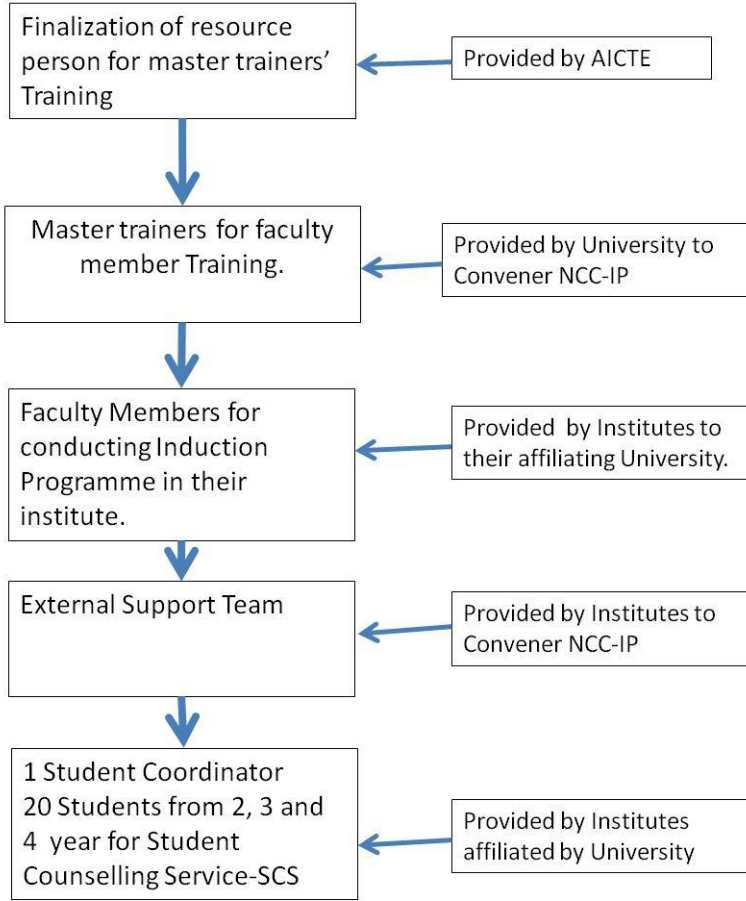 Finalization of resource
person for master trainers’
Training
Provided by AICTE
Master trainers for faculty
member Training.
Provided by University to
Convener NCC-IP
Faculty Members for
conducting Induction
Programme in their
institute.
Provided by Institutes to
their affiliating University.
External Support Team
Provided by Institutes to
Convener NCC-IP
1 Student Coordinator
20 Students from 2, 3 and
4 year for Student
Counselling Service-SCS
Provided by Institutes
affiliated by University